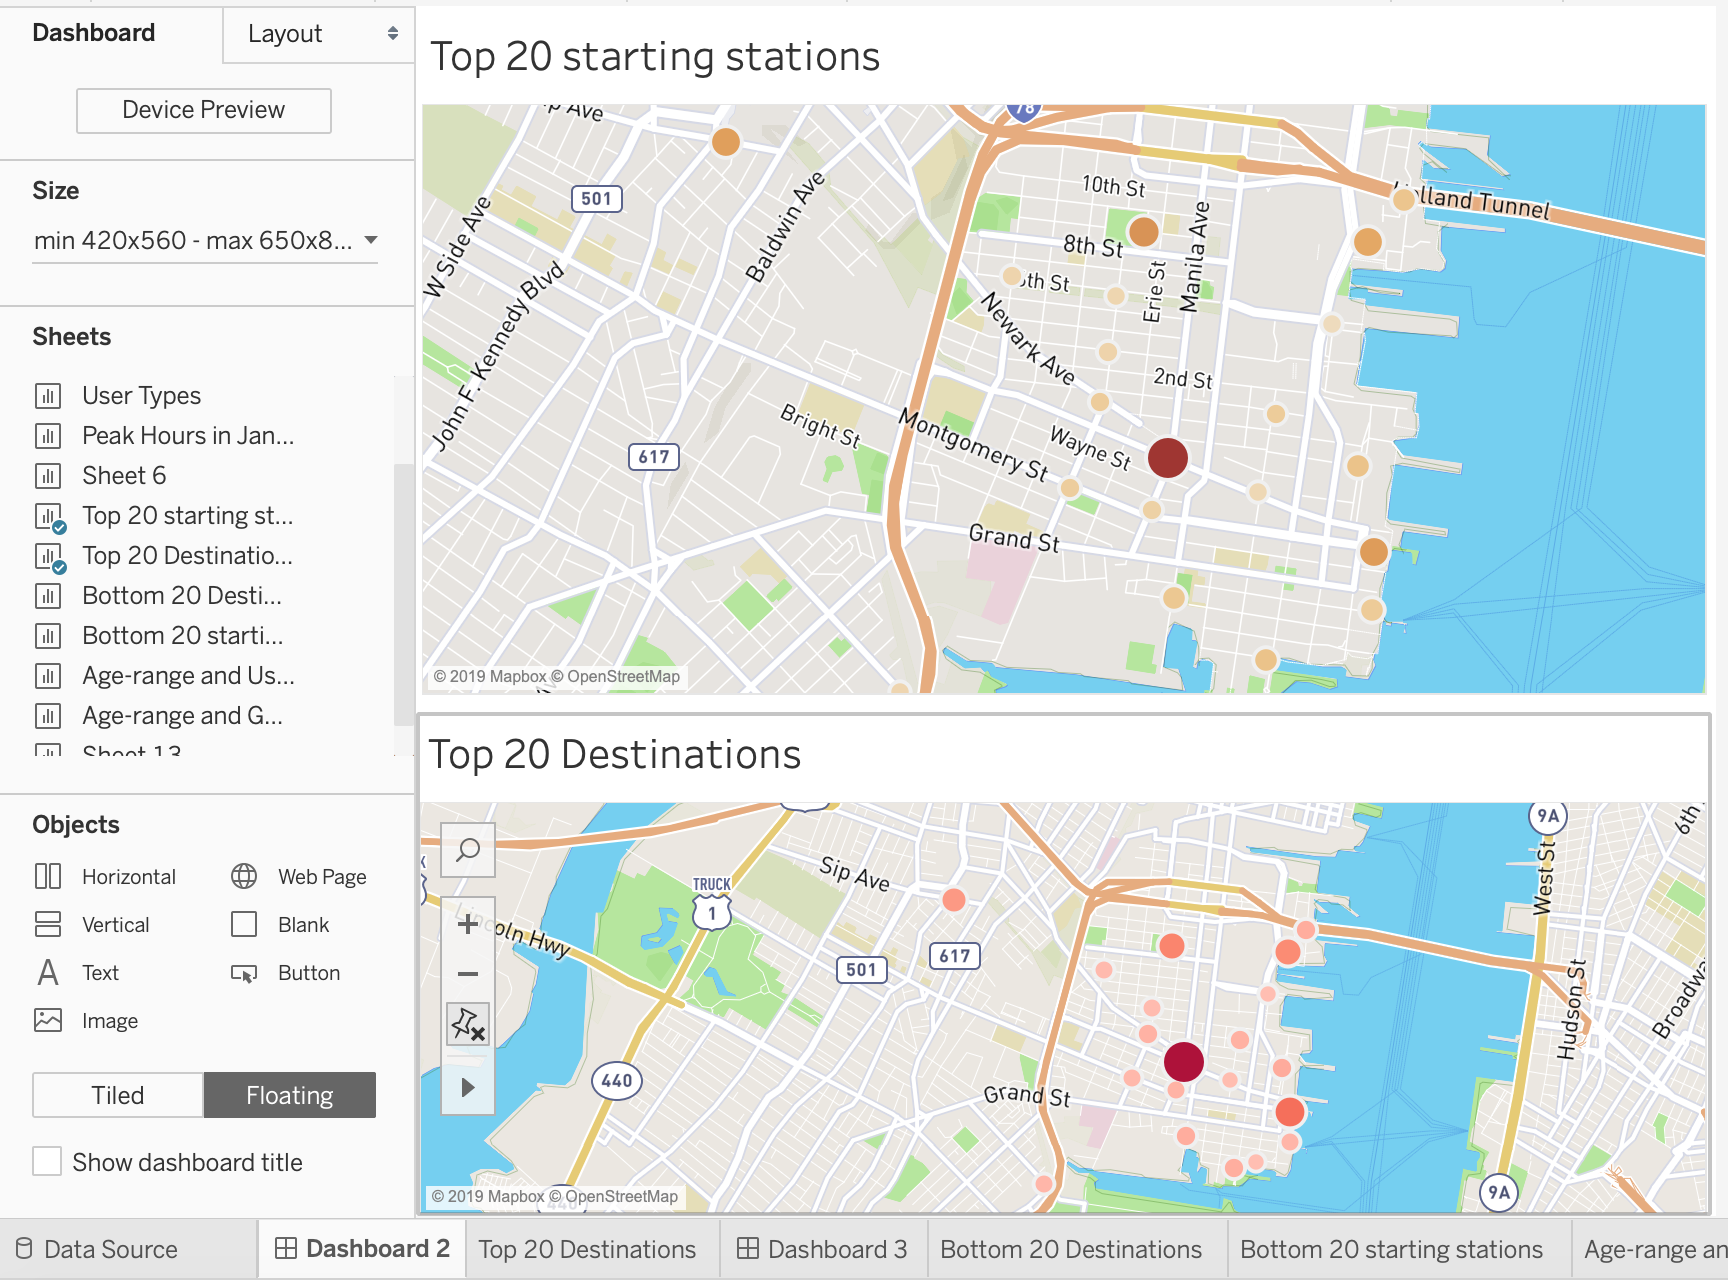 Dashboard
Layout
Device Preview
Size
min 420x560 - max 650x8...
Sheets
User Types
Peak Hours in Jan...
Sheet 6
Top 20 starting st...
Top 20 Destinatio...
Bottom 20 Desti...
Bottom 20 starti...
Age-range and Us...
Age-range and G...
Sheet 13
Objects
Horizontal
Web Page
Vertical
Blank
Text
Button
Image
Tiled
Floating
Show dashboard title
Top 20 starting stations
p Ave
78
501
W Side Ave
Baldwin Ave
John F. Kennedy Blvd
10th St
lland Tunnel
8th St
Manila Ave
Erie St
th St
Newark Ave
2nd St
Bright St
Montgomery St
Wayne St
617
Grand St
© 2019 Mapbox © OpenStreetMap
Top 20 Destinations
9A
6th
West St
Sip Ave
TRUCK
1
Lincoln Hwy
501
617
Hudson St
Broadwa
440
Grand St
9A
© 2019 Mapbox © OpenStreetMap
440
Data Source
Dashboard 2
Top 20 Destinations
Dashboard 3
Bottom 20 Destinations
Bottom 20 starting stations
Age-range an